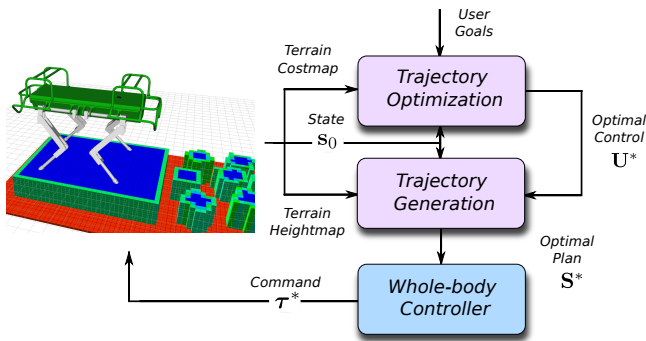 User
Goals
Terrain
Costmap
Trajectory
Optimization
State
s₀
Optimal
Control
U*
Trajectory
Generation
Terrain
Heightmap
Optimal
Plan
S*
Command
τ*
Whole-body
Controller